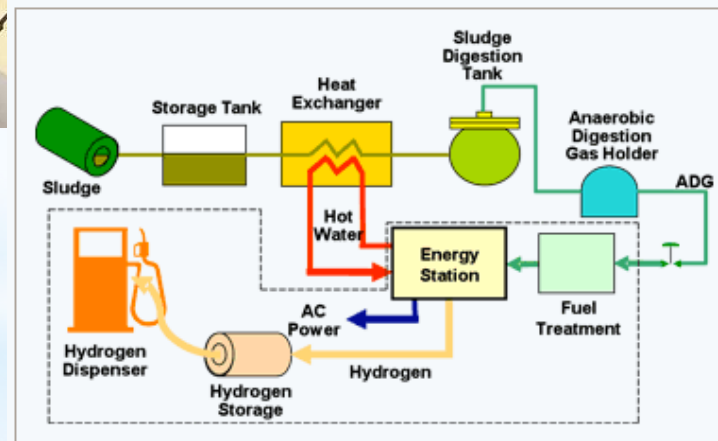 Sludge
Digestion
Tank
Heat
Exchanger
Storage Tank
Anaerobic
Digestion
Gas Holder
Sludge
ADG
Hot
Water
Energy
Station
Fuel
Treatment
AC
Power
Hydrogen
Dispenser
Hydrogen
Hydrogen
Storage